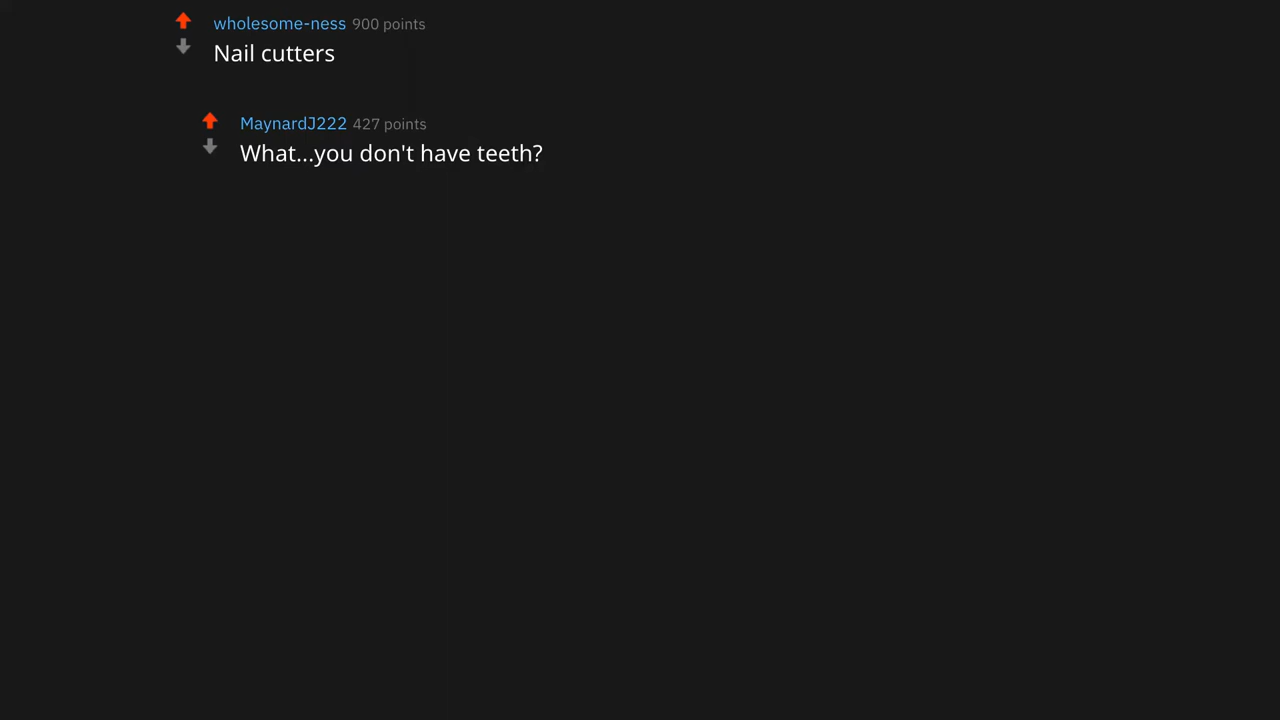 wholesome-ness 900 points
Nail cutters
MaynardJ222 427 points
What...you don't have teeth?